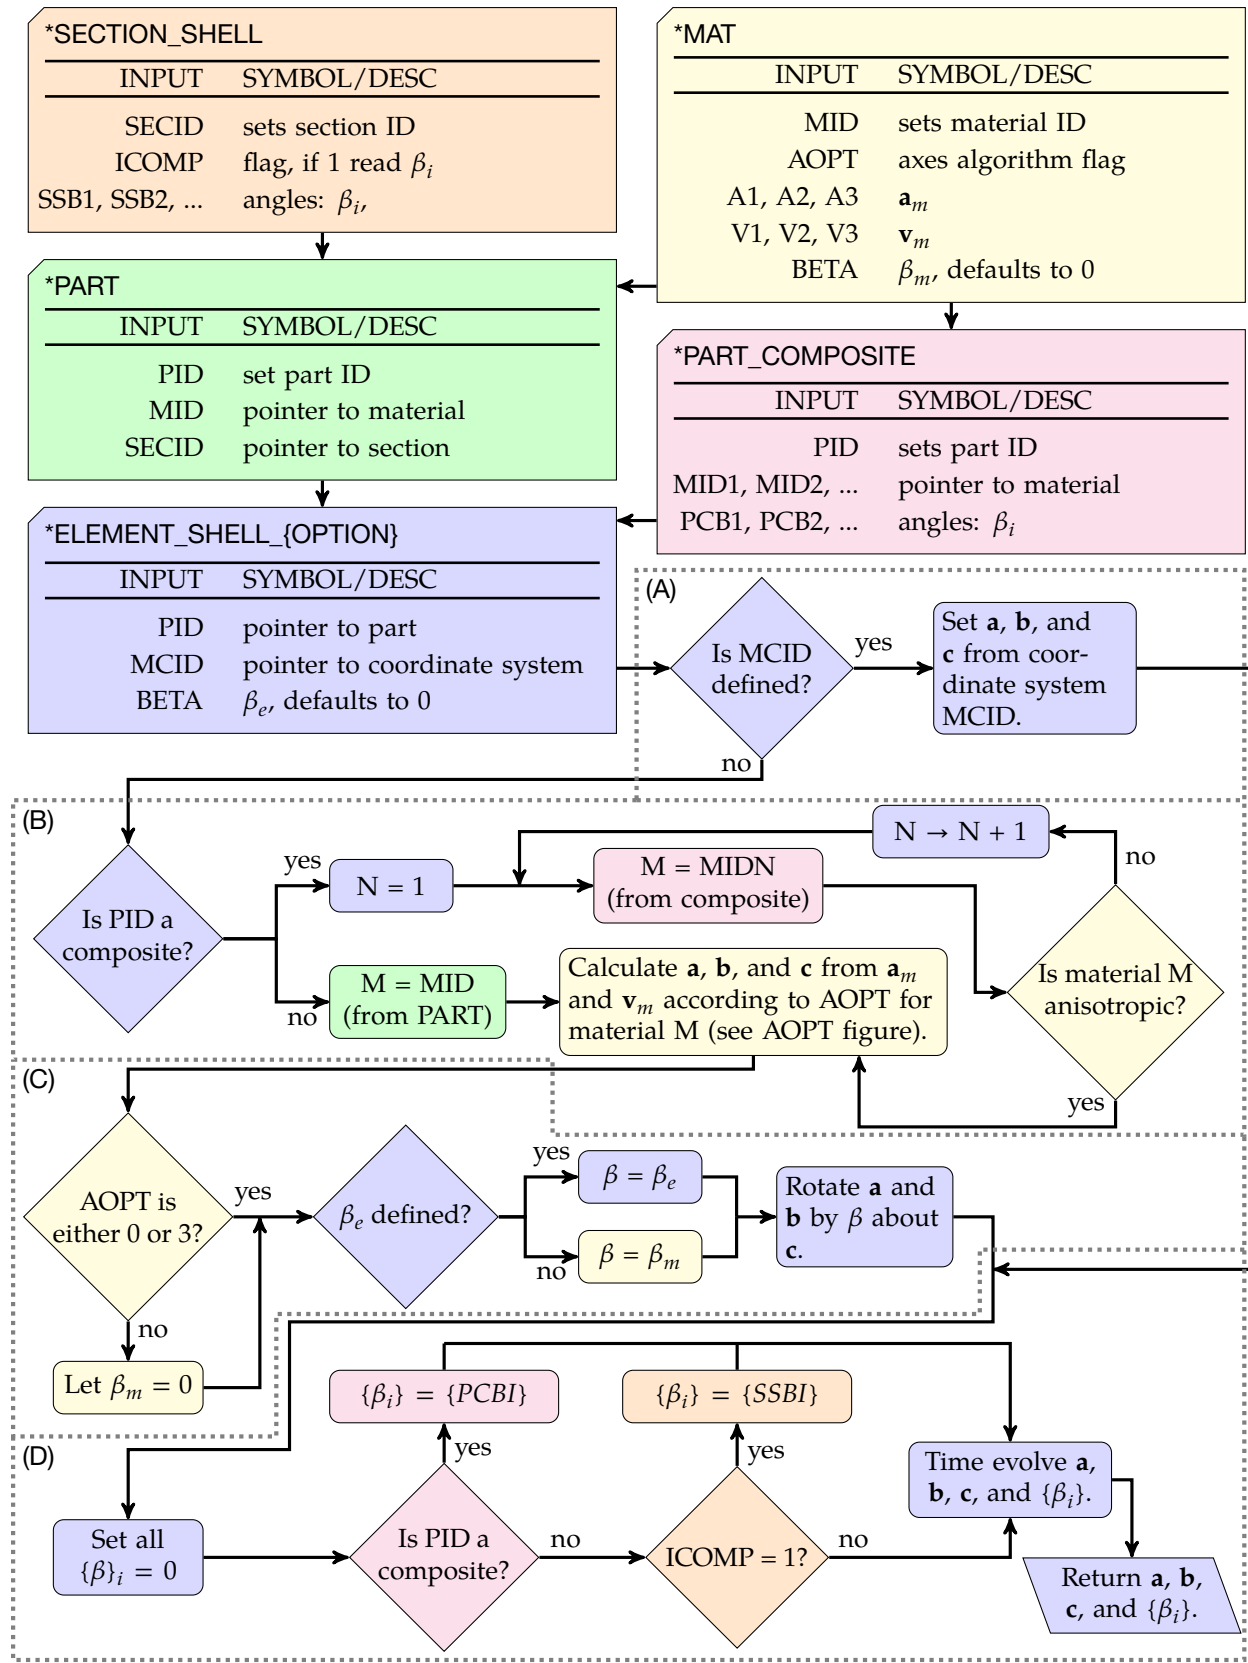 *SECTION_SHELL
INPUT SYMBOL/DESC
SECID sets section ID
ICOMP flag, if 1 read βᵢ
SSB1, SSB2, ... angles: βᵢ,
*MAT
INPUT SYMBOL/DESC
MID sets material ID
AOPT axes algorithm flag
A1, A2, A3 aₘ
V1, V2, V3 vₘ
BETA βₘ, defaults to 0
*PART
INPUT SYMBOL/DESC
PID set part ID
MID pointer to material
SECID pointer to section
*PART_COMPOSITE
INPUT SYMBOL/DESC
PID sets part ID
MID1, MID2, ... pointer to material
PCB1, PCB2, ... angles: βᵢ
*ELEMENT_SHELL_{OPTION}
INPUT SYMBOL/DESC
PID pointer to part
MCID pointer to coordinate system
BETA βₑ, defaults to 0
(A)
Is MCID
defined?
yes
Set a, b, and
c from coor-
dinate system
MCID.
no
(B)
Is PID a
composite?
yes
N = 1
M = MIDN
(from composite)
N → N + 1
no
Is material M
anisotropic?
yes
no
M = MID
(from PART)
Calculate a, b, and c from aₘ
and vₘ according to AOPT for
material M (see AOPT figure).
(C)
AOPT is
either 0 or 3?
yes
no
Let βₘ = 0
βₑ defined?
yes
β = βₑ
no
β = βₘ
Rotate a and
b by β about
c.
(D)
Set all
{β}ᵢ = 0
Is PID a
composite?
yes
{βᵢ} = {PCBI}
no
ICOMP = 1?
yes
{βᵢ} = {SSBI}
no
Time evolve a,
b, c, and {βᵢ}.
Return a, b,
c, and {βᵢ}.